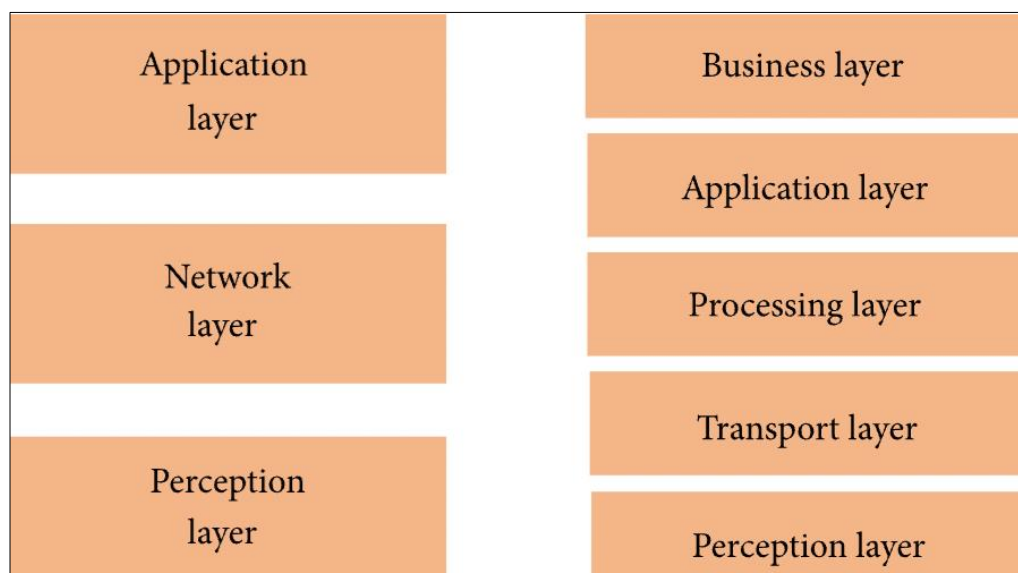 Application
layer
Network
layer
Perception
layer
Business layer
Application layer
Processing layer
Transport layer
Perception layer